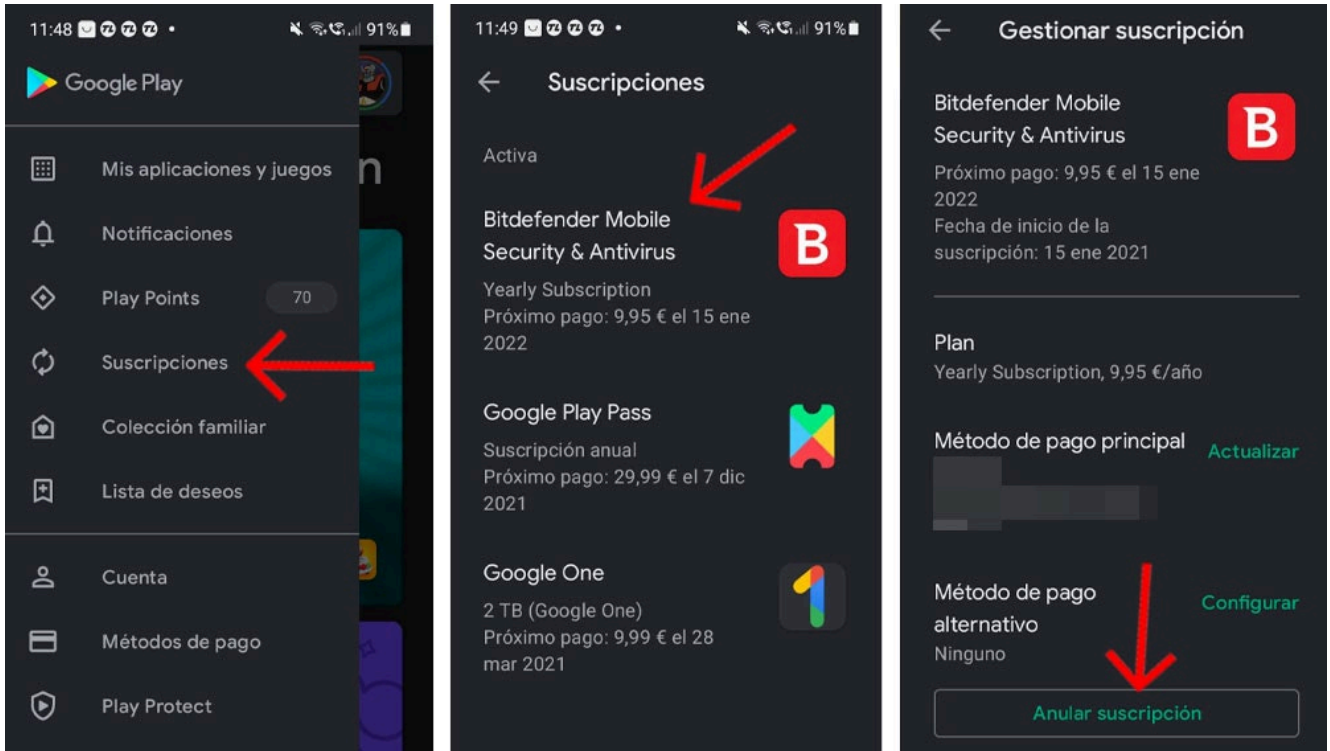 11:48
91%
Google Play
Mis aplicaciones y juegos
Notificaciones
Play Points 70
Suscripciones
Colección familiar
Lista de deseos
Cuenta
Métodos de pago
Play Protect
n
11:49
91%
Suscripciones
Activa
Bitdefender Mobile
Security & Antivirus
B
Yearly Subscription
Próximo pago: 9,95 € el 15 ene
2022
Google Play Pass
Suscripción anual
Próximo pago: 29,99 € el 7 dic
2021
Google One
1
2 TB (Google One)
Próximo pago: 9,99 € el 28
mar 2021
Gestionar suscripción
Bitdefender Mobile
Security & Antivirus
B
Próximo pago: 9,95 € el 15 ene
2022
Fecha de inicio de la
suscripción: 15 ene 2021
Plan
Yearly Subscription, 9,95 €/año
Método de pago principal Actualizar
Método de pago
alternativo
Configurar
Ninguno
Anular suscripción